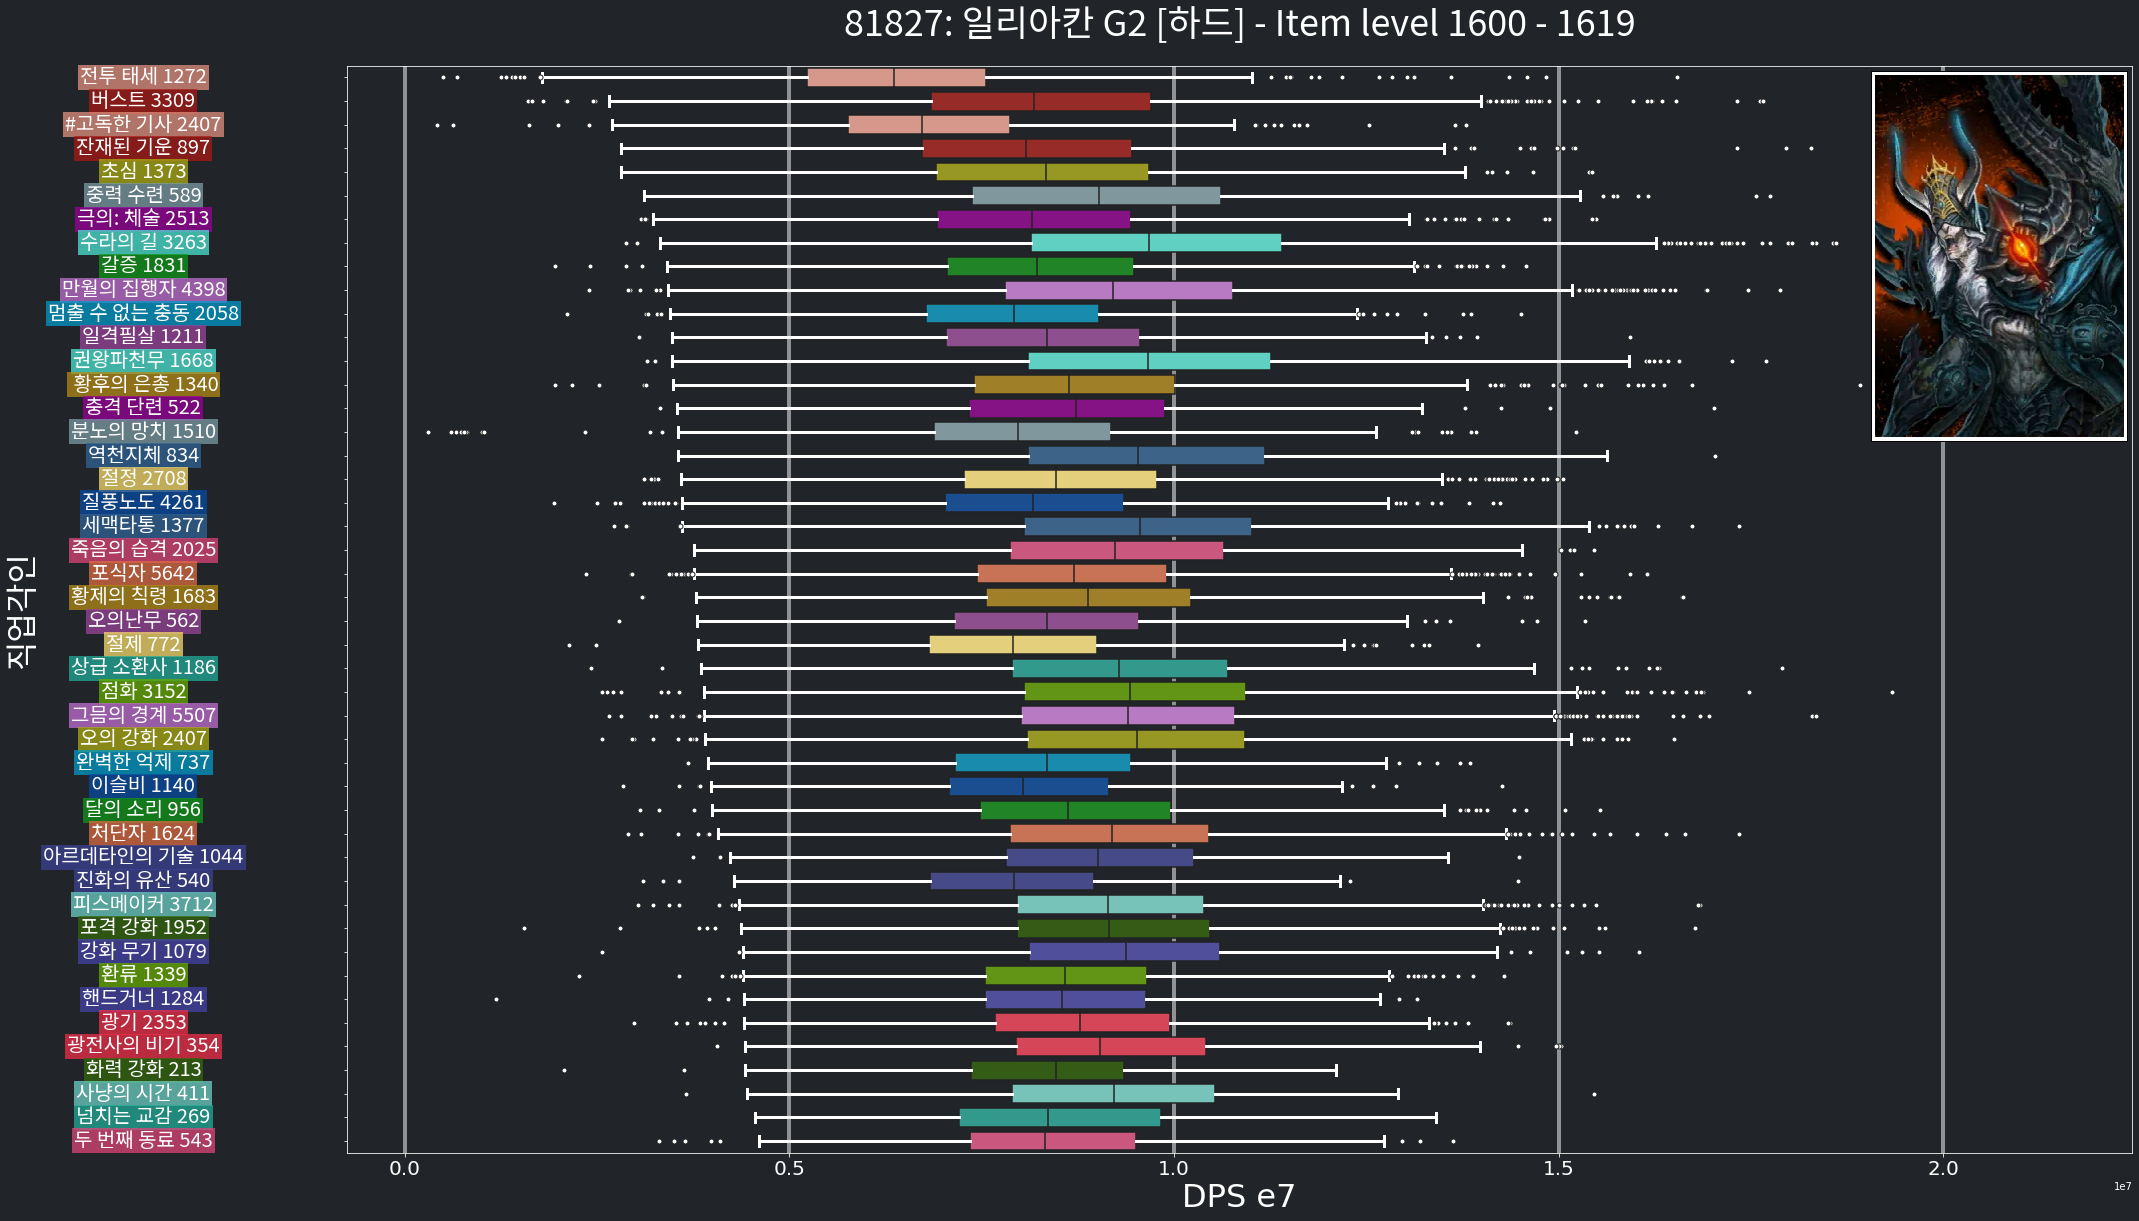 81827: 일리아칸 G2 [하드] - Item level 1600 - 1619
직업각인
전투 태세 1272
버스트 3309
#고독한 기사 2407
잔재된 기운 897
초심 1373
중력 수련 589
극의: 체술 2513
수라의 길 3263
갈증 1831
만월의 집행자 4398
멈출 수 없는 충동 2058
일격필살 1211
권왕파천무 1668
황후의 은총 1340
충격 단련 522
분노의 망치 1510
역천지체 834
절정 2708
질풍노도 4261
세맥타통 1377
죽음의 습격 2025
포식자 5642
황제의 칙령 1683
오의난무 562
절제 772
상급 소환사 1186
점화 3152
그믐의 경계 5507
오의 강화 2407
완벽한 억제 737
이슬비 1140
달의 소리 956
처단자 1624
아르데타인의 기술 1044
진화의 유산 540
피스메이커 3712
포격 강화 1952
강화 무기 1079
환류 1339
핸드거너 1284
광기 2353
광전사의 비기 354
화력 강화 213
사냥의 시간 411
넘치는 교감 269
두 번째 동료 543
0.0 0.5 1.0 1.5 2.0
1e7
DPS e7